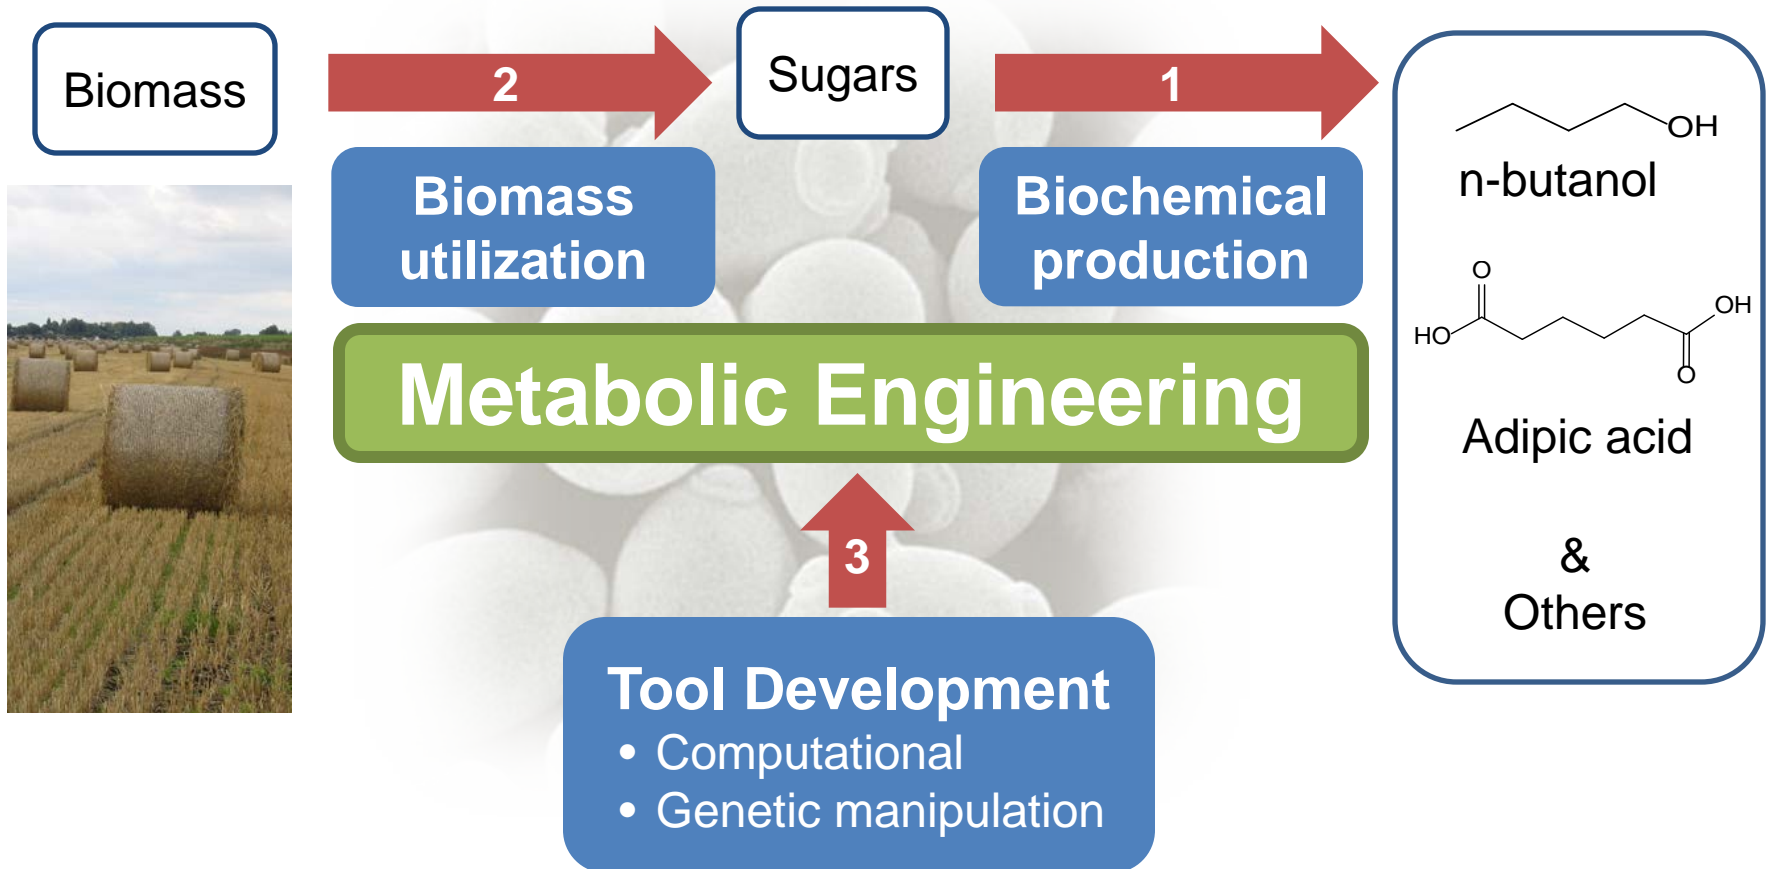 Biomass
2
Sugars
1
Biomass
utilization
Biochemical
production
OH
n-butanol
O
OH
HO
O
Adipic acid
&
Others
Metabolic Engineering
3
Tool Development
• Computational
• Genetic manipulation